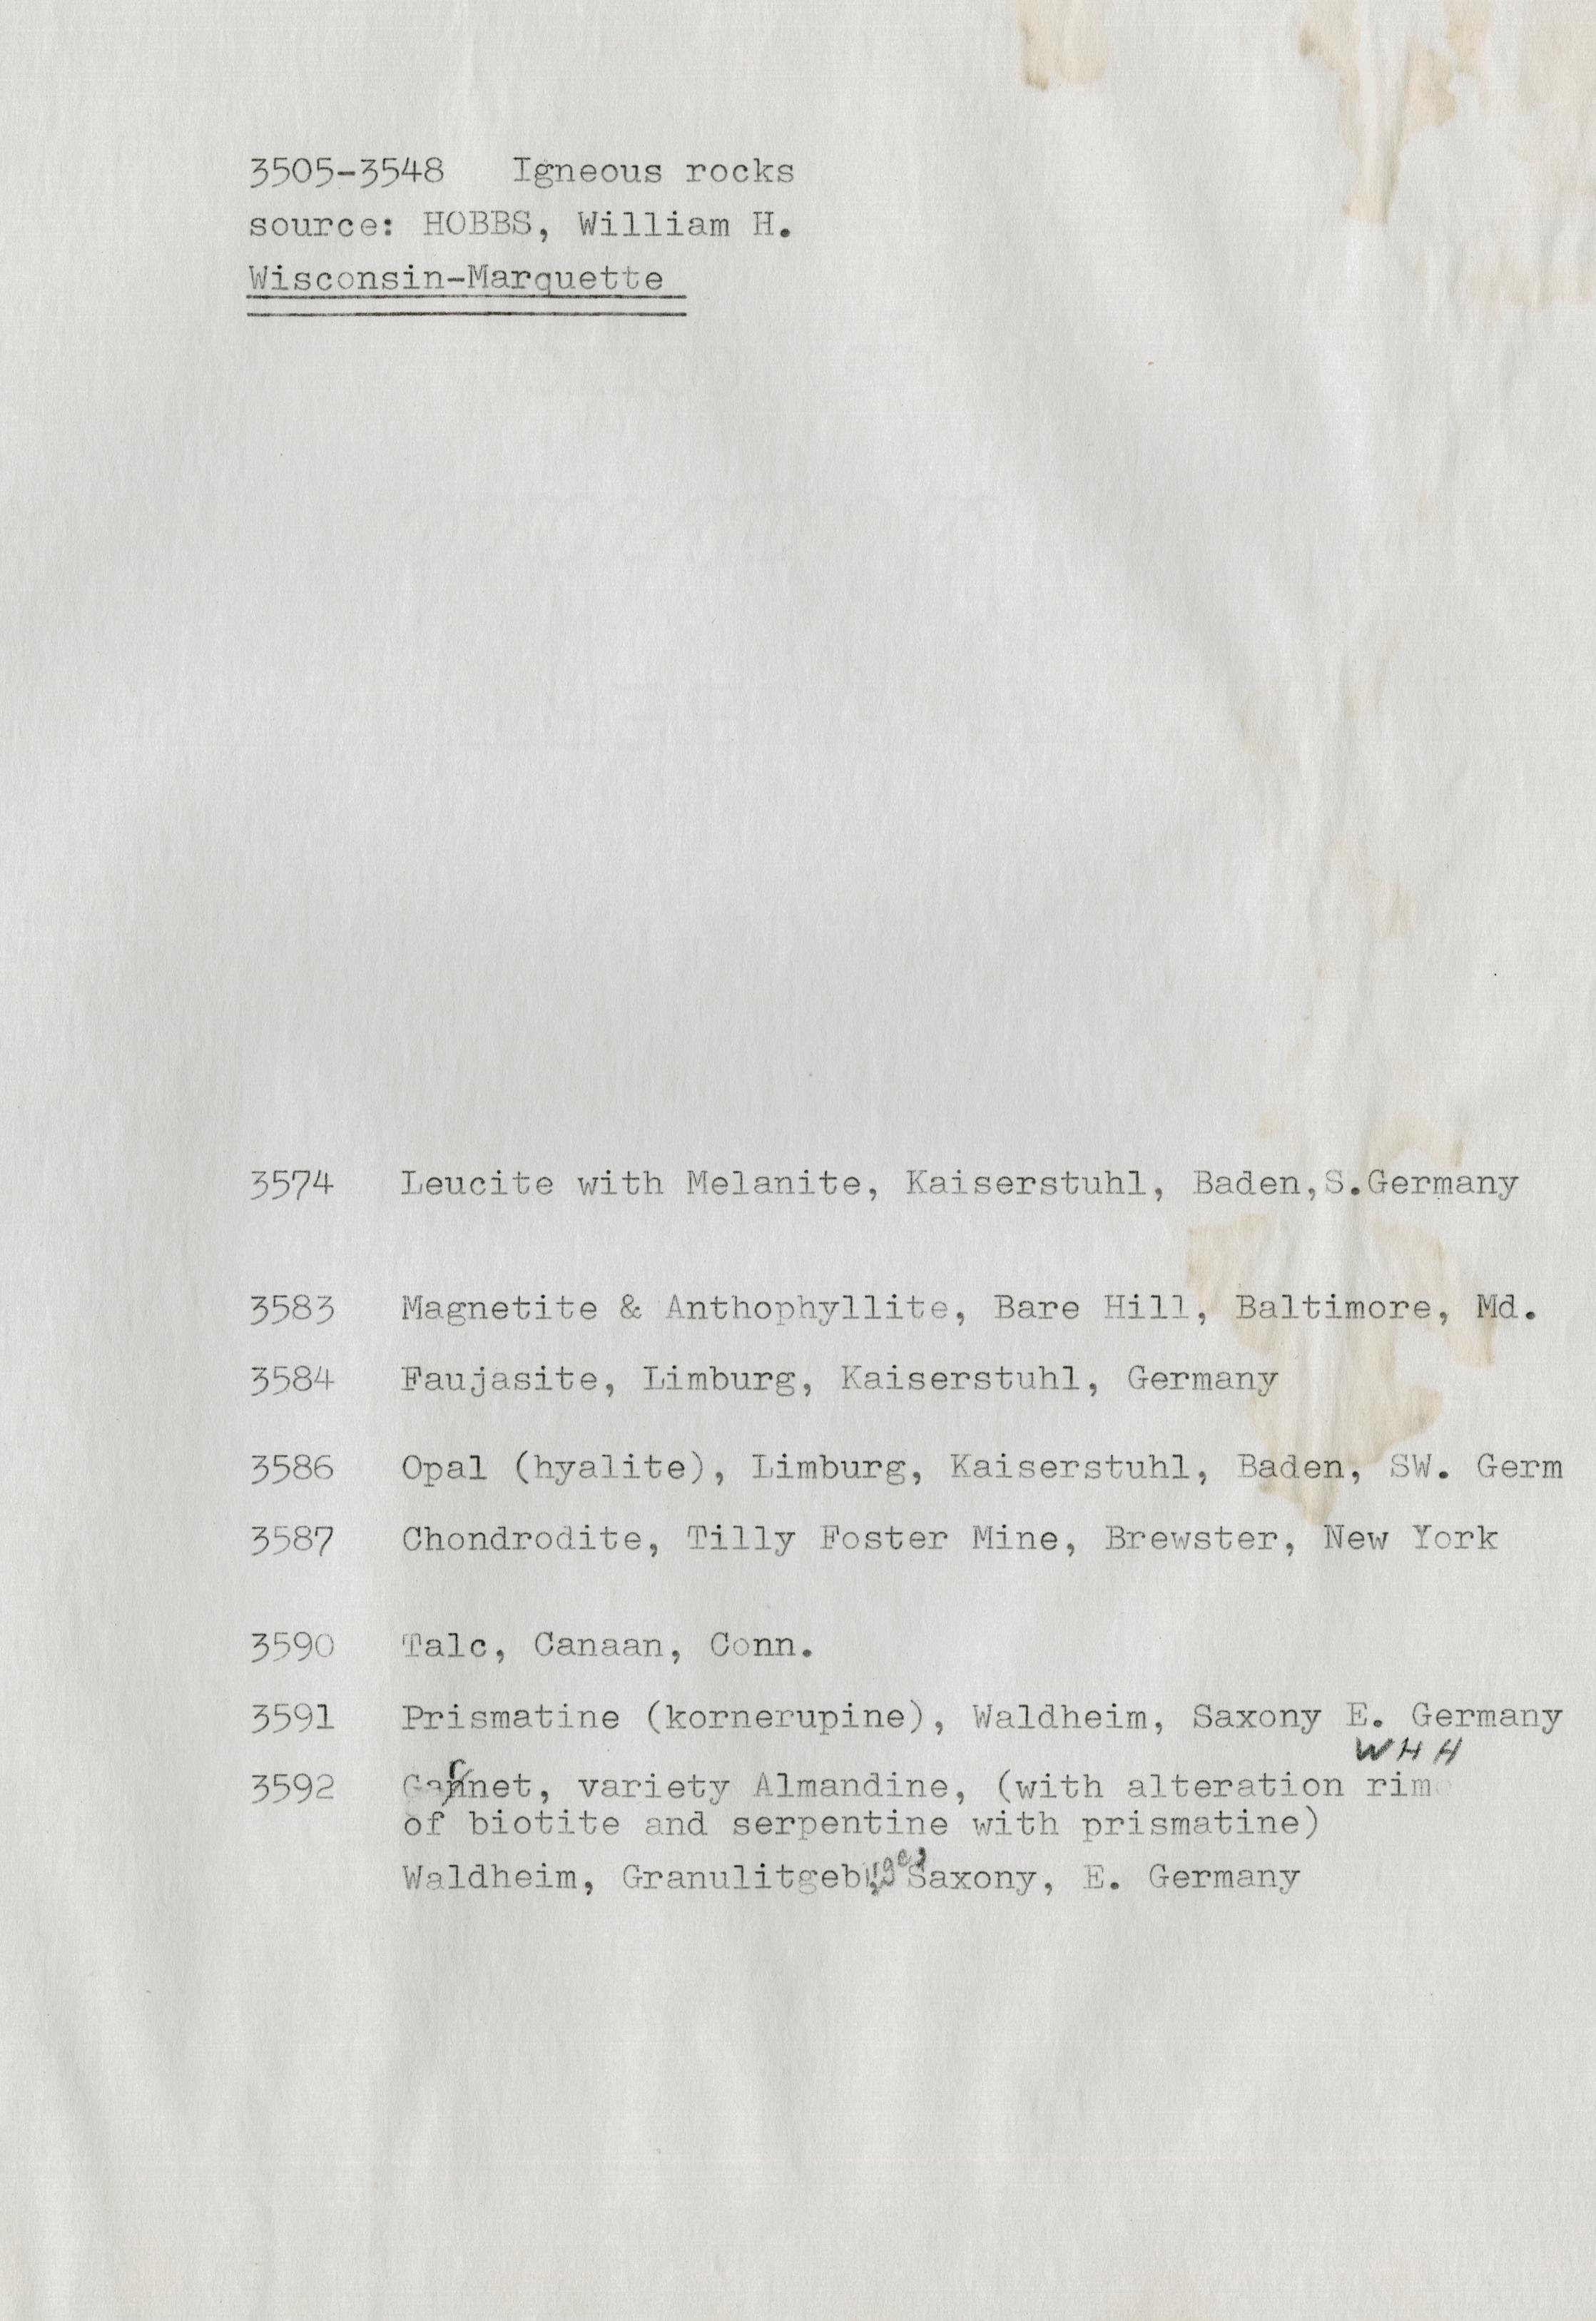 3505-3548 Igneous rocks
source: HOBBS, William H.
Wisconsin-Marquette
3574 Leucite with Melanite, Kaiserstuhl, Baden,S.Germany
3583 Magnetite & Anthophyllite, Bare Hill, Baltimore, Md.
3584 Faujasite, Limburg, Kaiserstuhl, Germany
3586 Opal (hyalite), Limburg, Kaiserstuhl, Baden, SW. Germ
3587 Chondrodite, Tilly Foster Mine, Brewster, New York
3590 Talc, Canaan, Conn.
3591 Prismatine (kornerupine), Waldheim, Saxony E. Germany
WHH
3592 Garnet, variety Almandine, (with alteration rim
of biotite and serpentine with prismatine)
Waldheim, Saxony, E. Germany